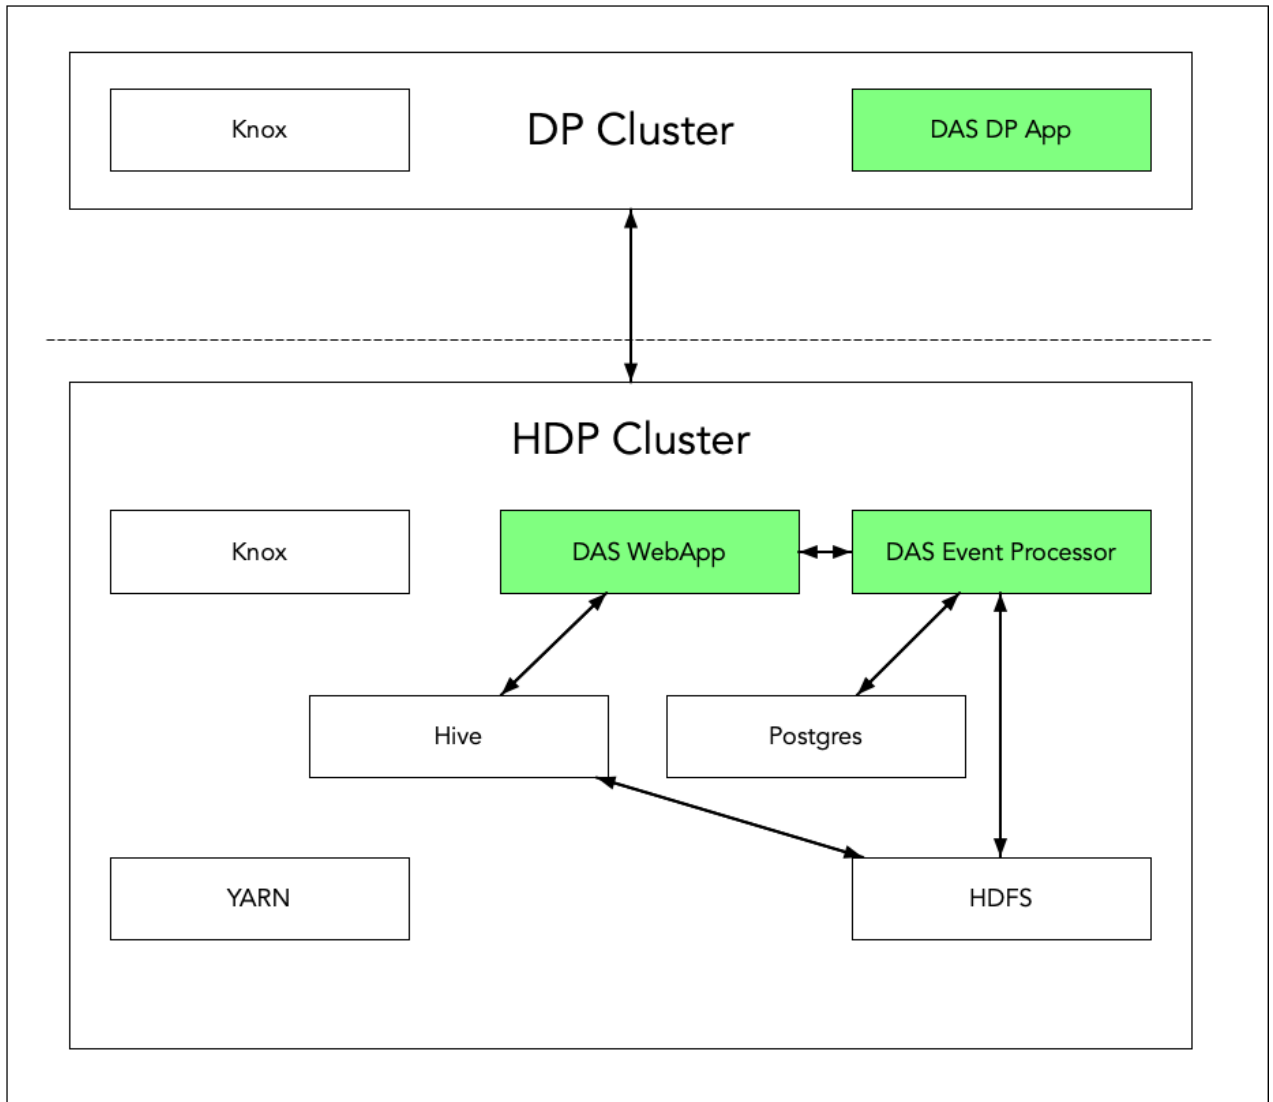 Knox
DP Cluster
DAS DP App
HDP Cluster
Knox
DAS WebApp
DAS Event Processor
Hive
Postgres
YARN
HDFS